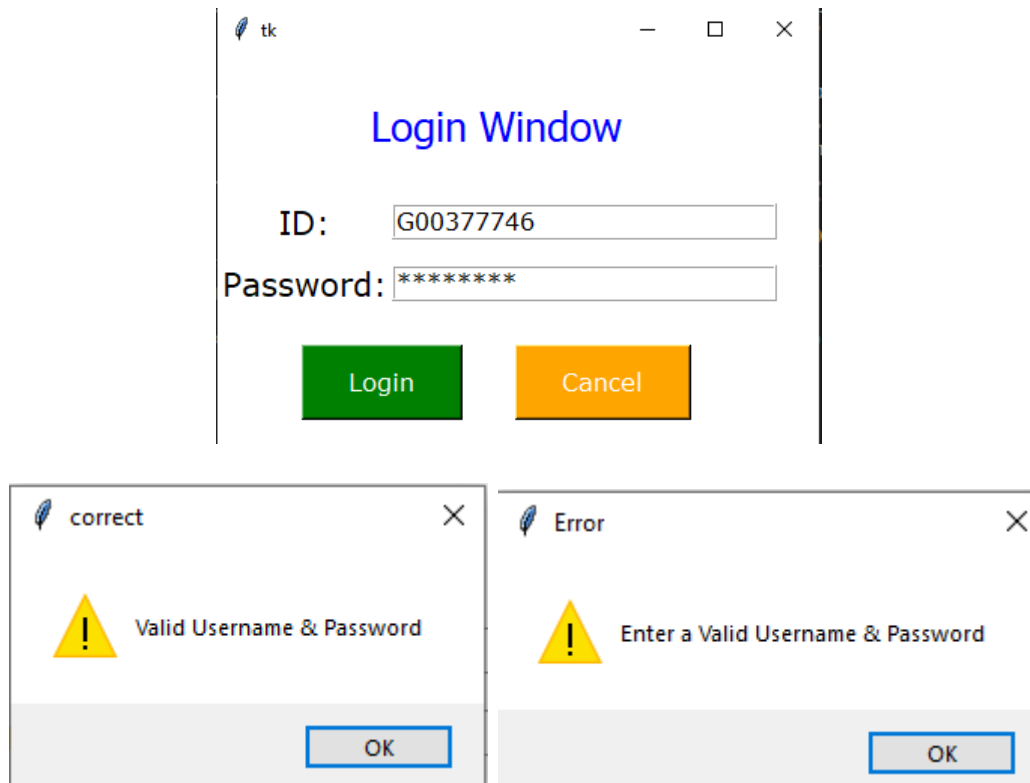 tk
Login Window
ID: G00377746
Password: ********
Login Cancel
correct
Valid Username & Password
OK
Error
Enter a Valid Username & Password
OK